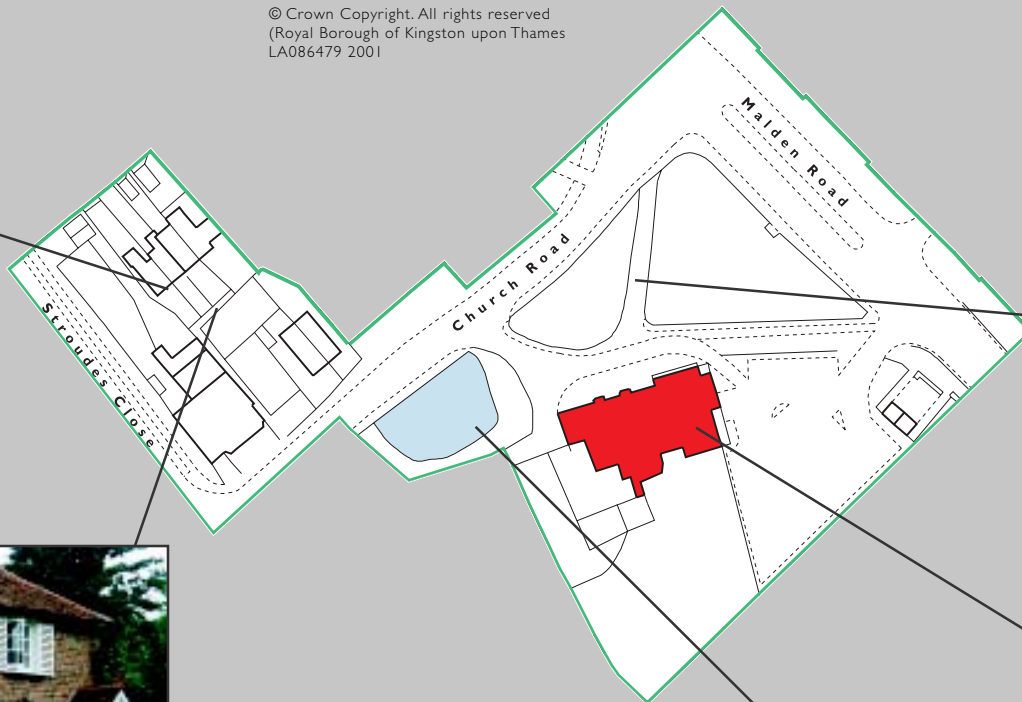 © Crown Copyright. All rights reserved
(Royal Borough of Kingston upon Thames
LA086479 2001
Malden Road
Church Road
Stroudes Close